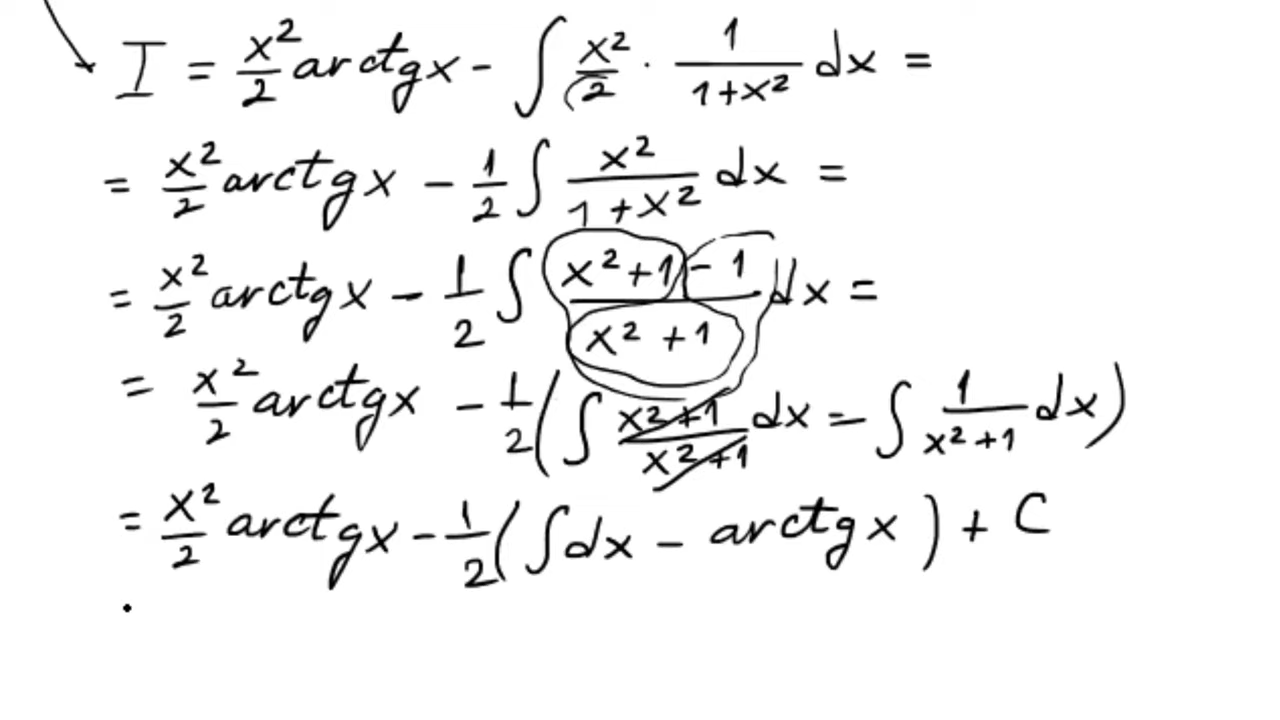 I = x²/2 arctgx - ∫ x²/2 · 1/(1+x²) dx =
= x²/2 arctgx - 1/2 ∫ x²/(1+x²) dx =
= x²/2 arctgx - 1/2 ∫ (x²+1-1)/(x²+1) dx =
= x²/2 arctgx - 1/2 (∫ (x²+1)/(x²+1) dx - ∫ 1/(x²+1) dx)
= x²/2 arctgx - 1/2 (∫dx - arctgx) + C